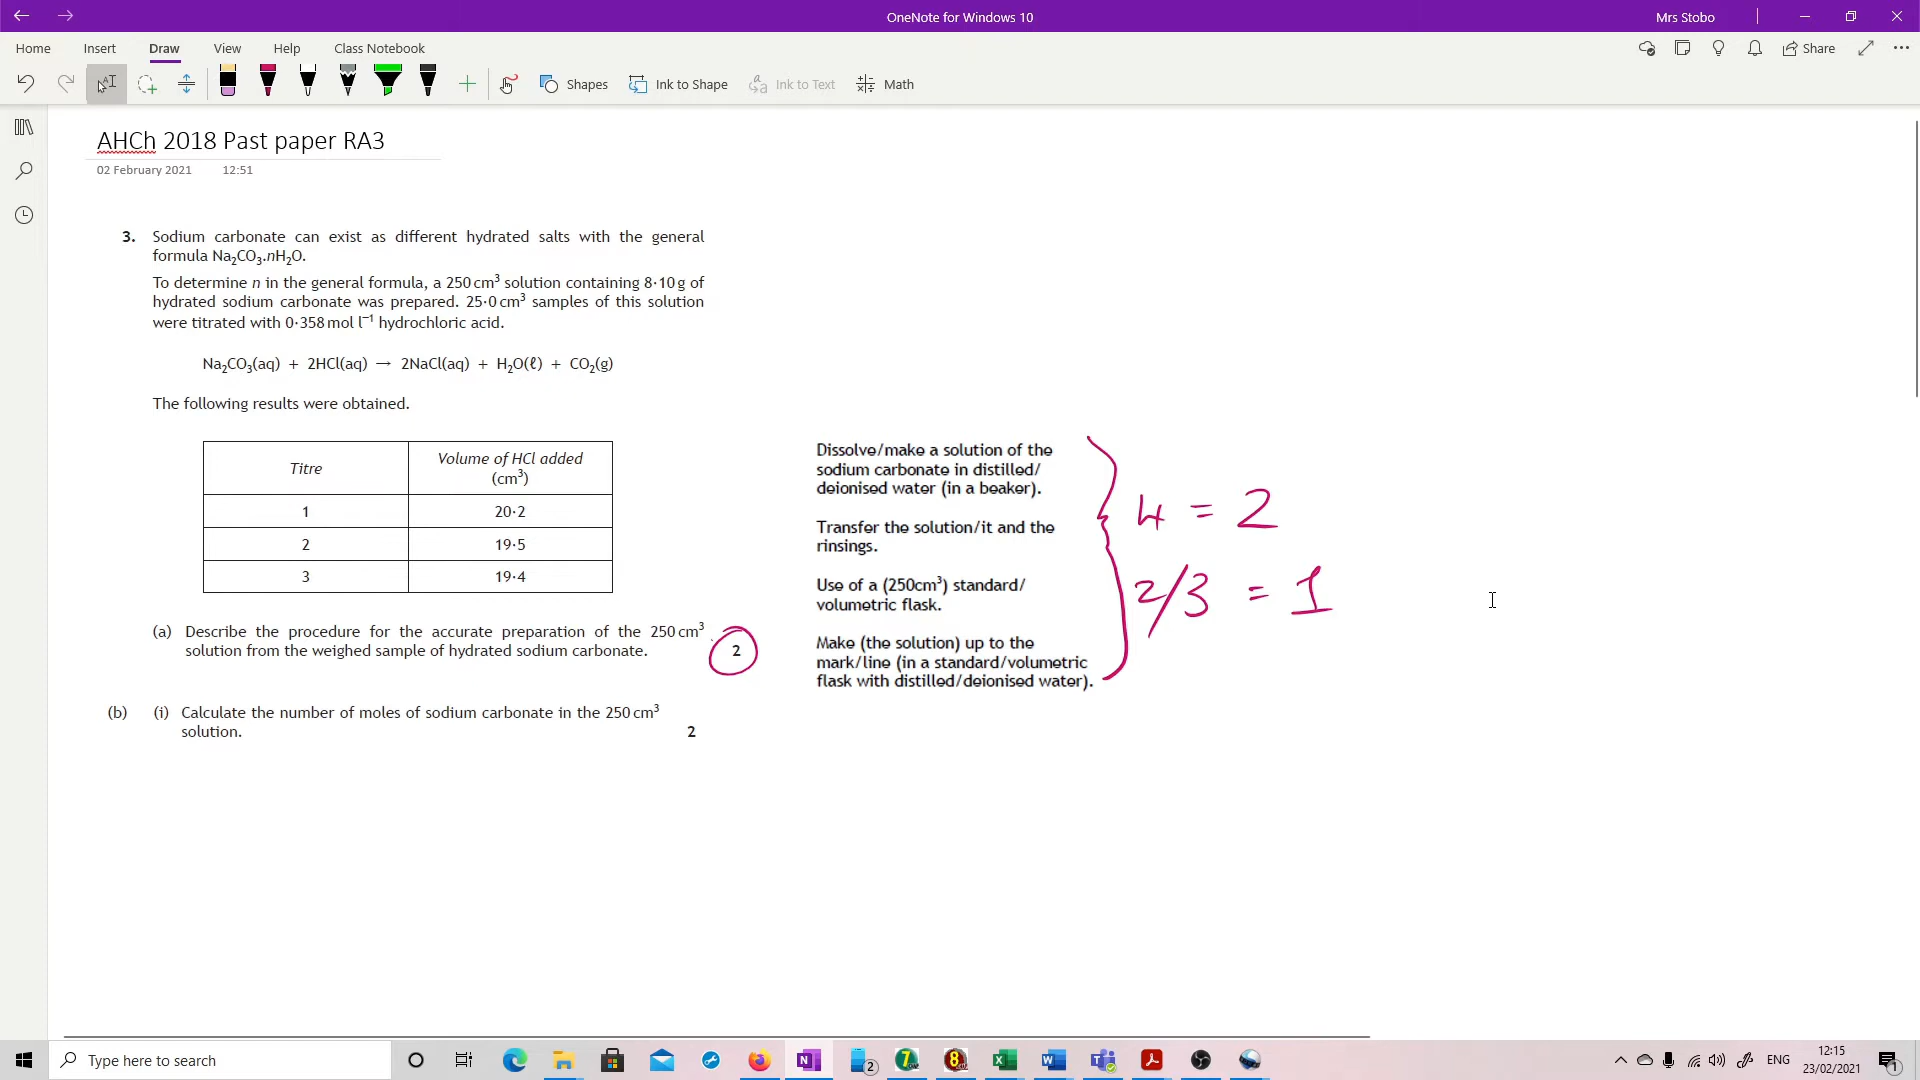 OneNote for Windows 10
Mrs Stobo
Home Insert Draw View Help Class Notebook
Share
Shapes Ink to Shape Ink to Text Math
AHCh 2018 Past paper RA3
02 February 2021 12:51
3. Sodium carbonate can exist as different hydrated salts with the general
formula Na₂CO₃.nH₂O.
To determine n in the general formula, a 250 cm³ solution containing 8·10 g of
hydrated sodium carbonate was prepared. 25·0 cm³ samples of this solution
were titrated with 0·358 mol l⁻¹ hydrochloric acid.
Na₂CO₃(aq) + 2HCl(aq) → 2NaCl(aq) + H₂O(ℓ) + CO₂(g)
The following results were obtained.
Titre Volume of HCl added
(cm³)
1 20·2
2 19·5
3 19·4
(a) Describe the procedure for the accurate preparation of the 250 cm³
solution from the weighed sample of hydrated sodium carbonate. 2
(b) (i) Calculate the number of moles of sodium carbonate in the 250 cm³
solution. 2
Dissolve/make a solution of the
sodium carbonate in distilled/
deionised water (in a beaker).
Transfer the solution/it and the
rinsings.
Use of a (250cm³) standard/
volumetric flask.
Make (the solution) up to the
mark/line (in a standard/volumetric
flask with distilled/deionised water).
4 = 2
2/3 = 1
Type here to search
ENG
12:15
23/02/2021